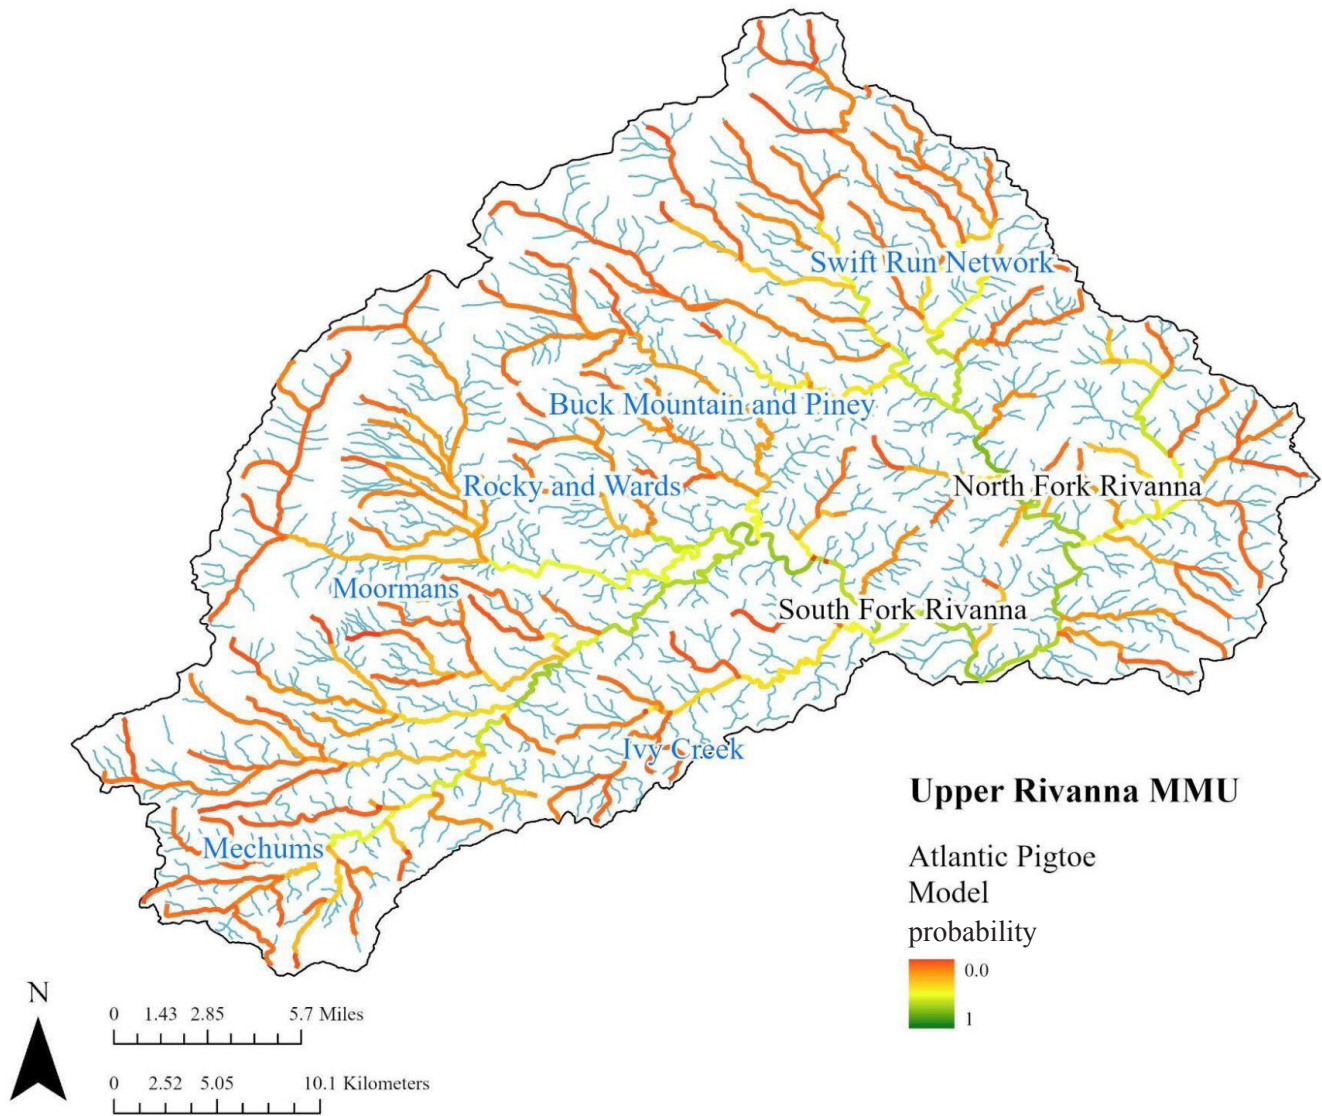 Swift Run Network
Buck Mountain and Piney
Rocky and Wards
North Fork Rivanna
Moormans
South Fork Rivanna
Ivy Creek
Upper Rivanna MMU
Mechums
Atlantic Pigtoe
Model
probability
0.0
1
N
0 1.43 2.85 5.7 Miles
0 2.52 5.05 10.1 Kilometers